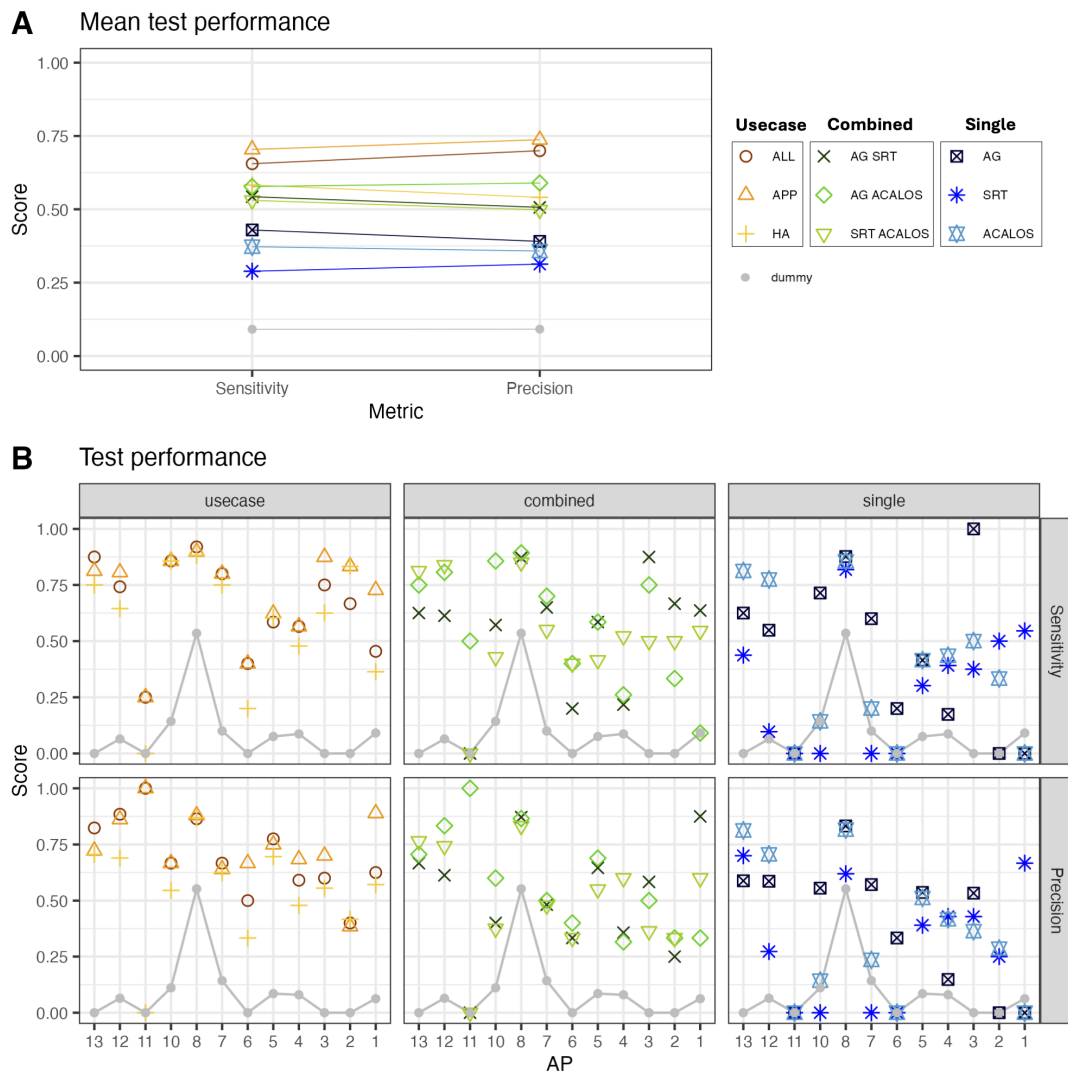 A Mean test performance
1.00
0.75
0.50
0.25
0.00
Score
Sensitivity Precision
Metric
Usecase Combined Single
ALL AG SRT AG
APP AG ACALOS SRT
HA SRT ACALOS ACALOS
dummy
B Test performance
usecase combined single
1.00
0.75
0.50
0.25
0.00
Sensitivity
Score
1.00
0.75
0.50
0.25
0.00
Precision
13 12 11 10 8 7 6 5 4 3 2 1 13 12 11 10 8 7 6 5 4 3 2 1 13 12 11 10 8 7 6 5 4 3 2 1
AP